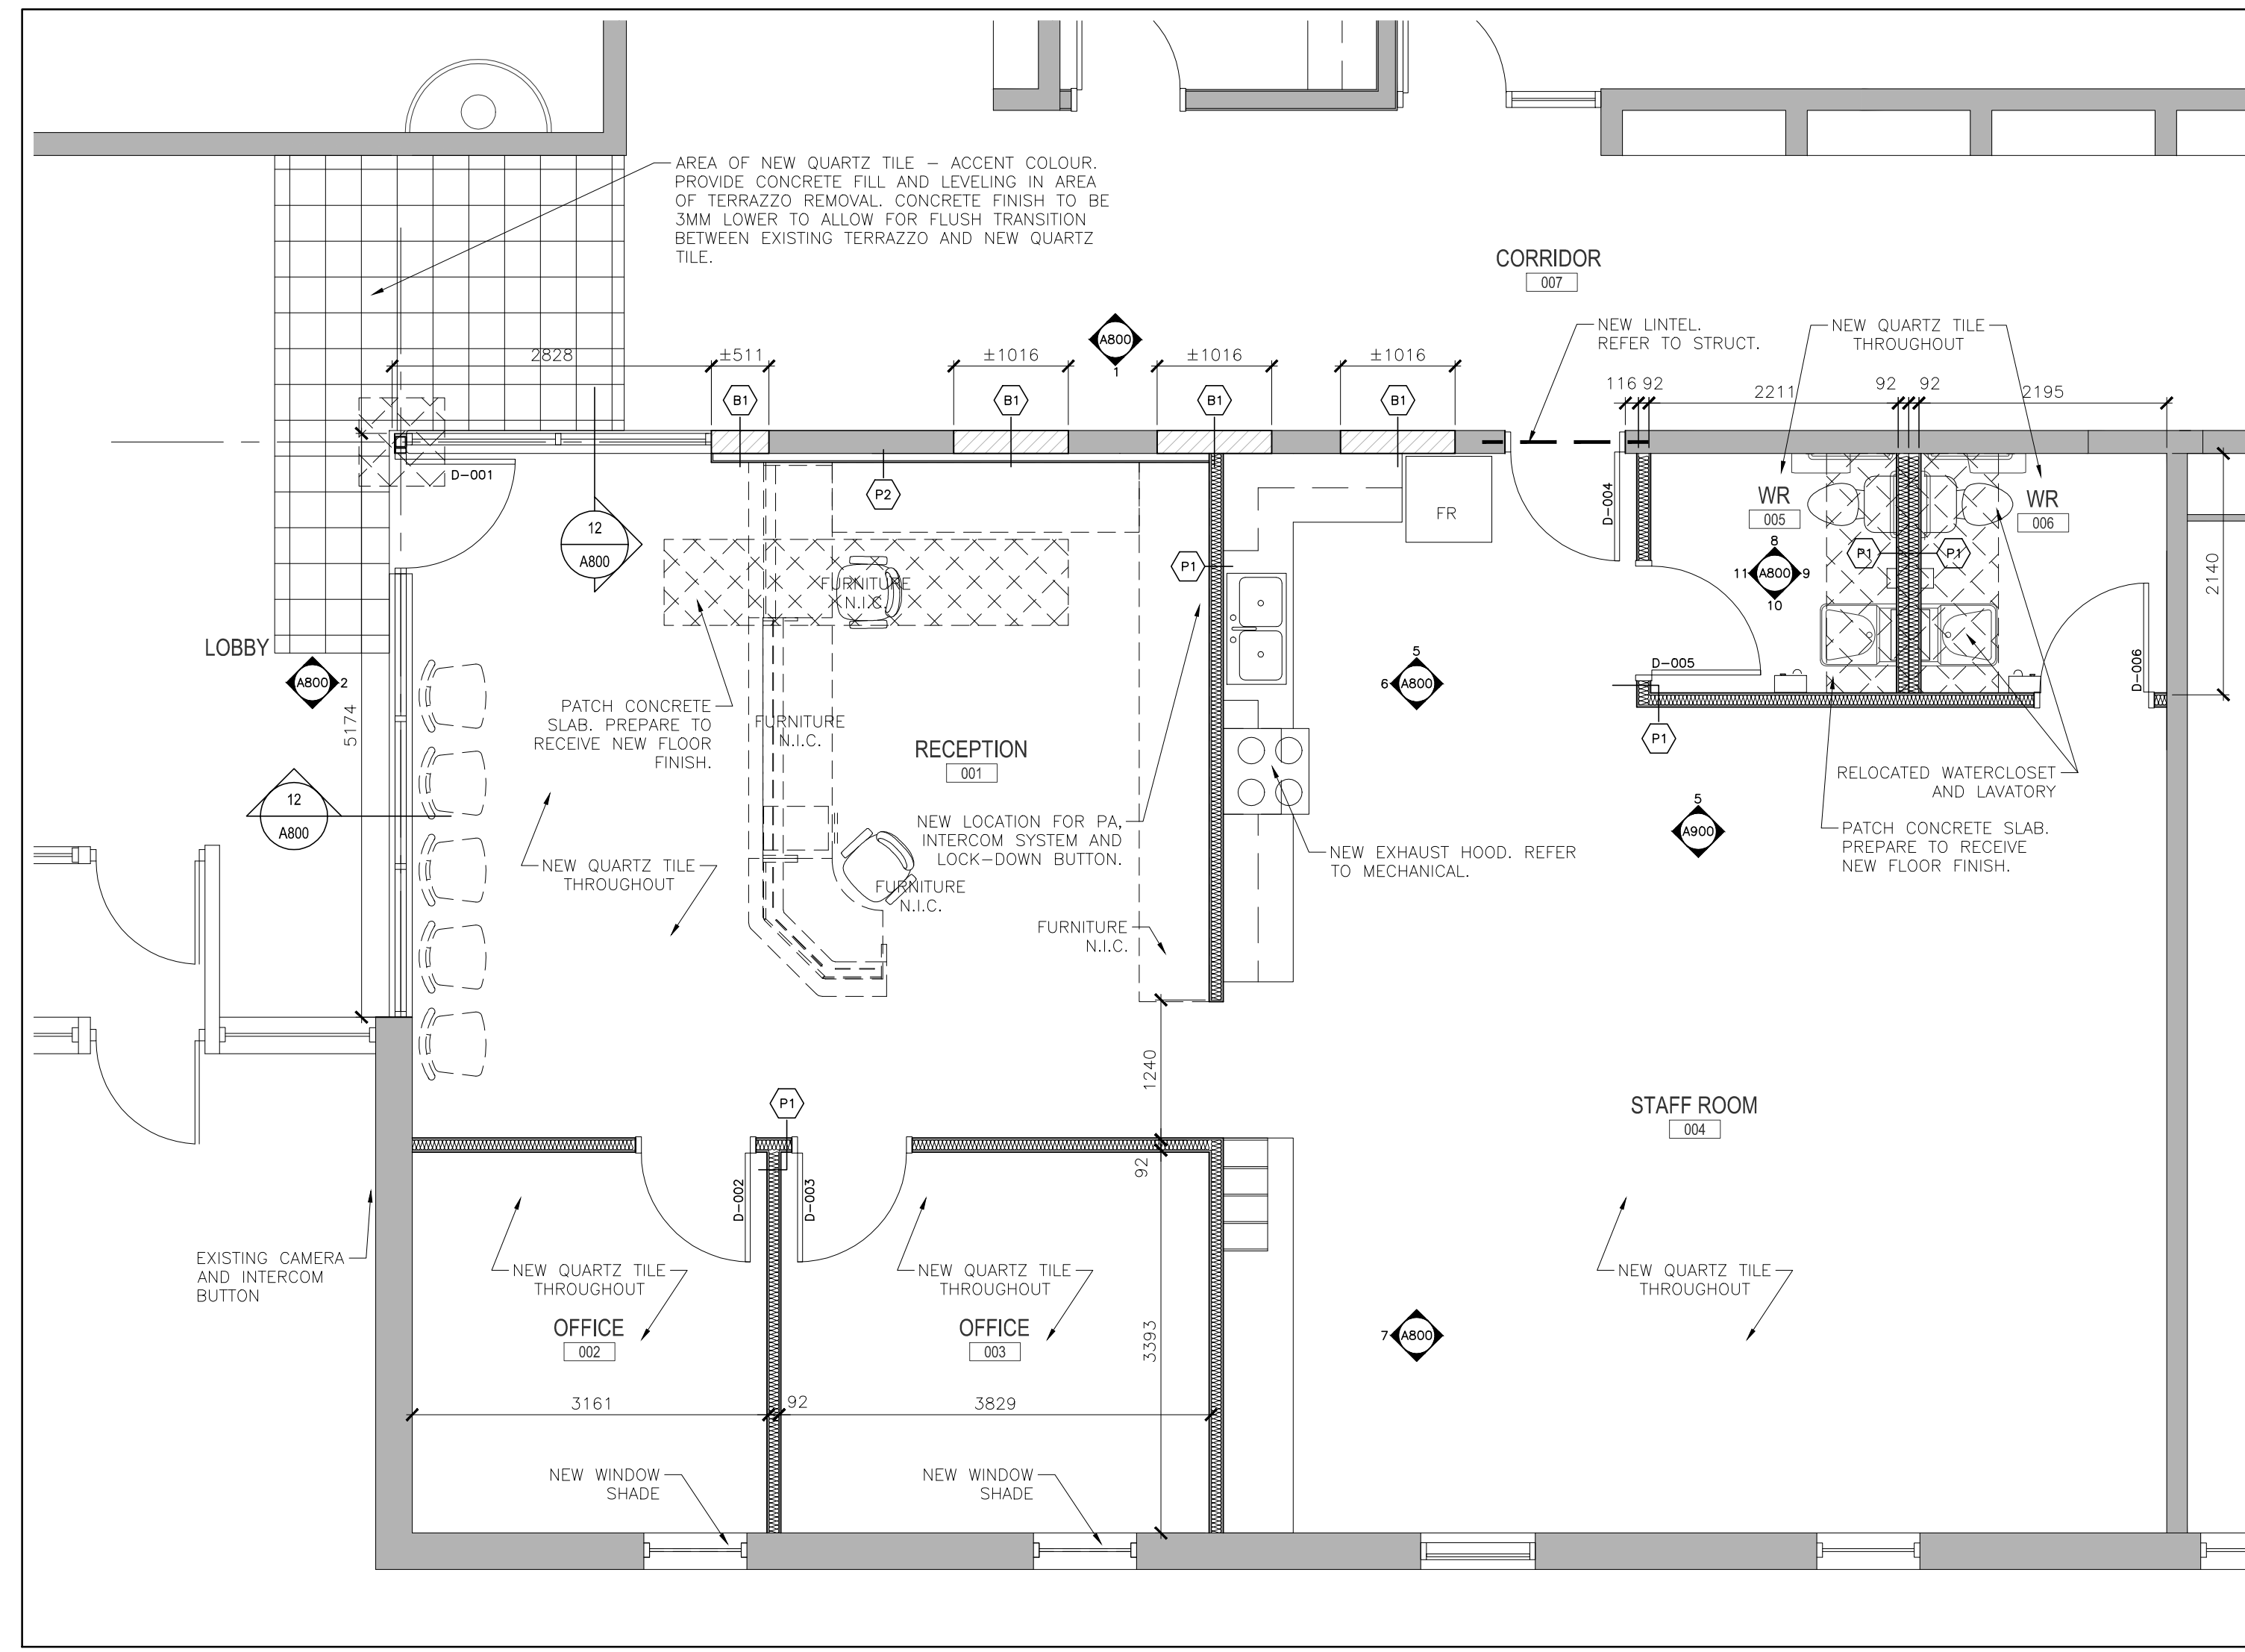 AREA OF NEW QUARTZ TILE – ACCENT COLOUR.
PROVIDE CONCRETE FILL AND LEVELING IN AREA
OF TERRAZZO REMOVAL. CONCRETE FINISH TO BE
3MM LOWER TO ALLOW FOR FLUSH TRANSITION
BETWEEN EXISTING TERRAZZO AND NEW QUARTZ
TILE.
CORRIDOR
007
NEW LINTEL.
REFER TO STRUCT.
NEW QUARTZ TILE
THROUGHOUT
A800
1
2828
±511
±1016
±1016
±1016
116
92
2211
92
92
2195
B1
B1
B1
B1
D-001
P2
12
A800
FR
D-004
WR
005
WR
006
8
11
A800
9
10
P1
P1
P1
2140
FURNITURE
N.I.C.
LOBBY
A800
2
5174
D-005
D-006
5
6
A800
PATCH CONCRETE
SLAB. PREPARE TO
RECEIVE NEW FLOOR
FINISH.
FURNITURE
N.I.C.
RECEPTION
001
P1
RELOCATED WATERCLOSET
AND LAVATORY
12
A800
NEW LOCATION FOR PA,
INTERCOM SYSTEM AND
LOCK-DOWN BUTTON.
5
A900
PATCH CONCRETE SLAB.
PREPARE TO RECEIVE
NEW FLOOR FINISH.
NEW QUARTZ TILE
THROUGHOUT
NEW EXHAUST HOOD. REFER
TO MECHANICAL.
FURNITURE
N.I.C.
FURNITURE
N.I.C.
1240
P1
STAFF ROOM
004
92
D-002
D-003
EXISTING CAMERA
AND INTERCOM
BUTTON
NEW QUARTZ TILE
THROUGHOUT
NEW QUARTZ TILE
THROUGHOUT
NEW QUARTZ TILE
THROUGHOUT
OFFICE
002
OFFICE
003
3393
7
A800
3161
92
3829
NEW WINDOW
SHADE
NEW WINDOW
SHADE